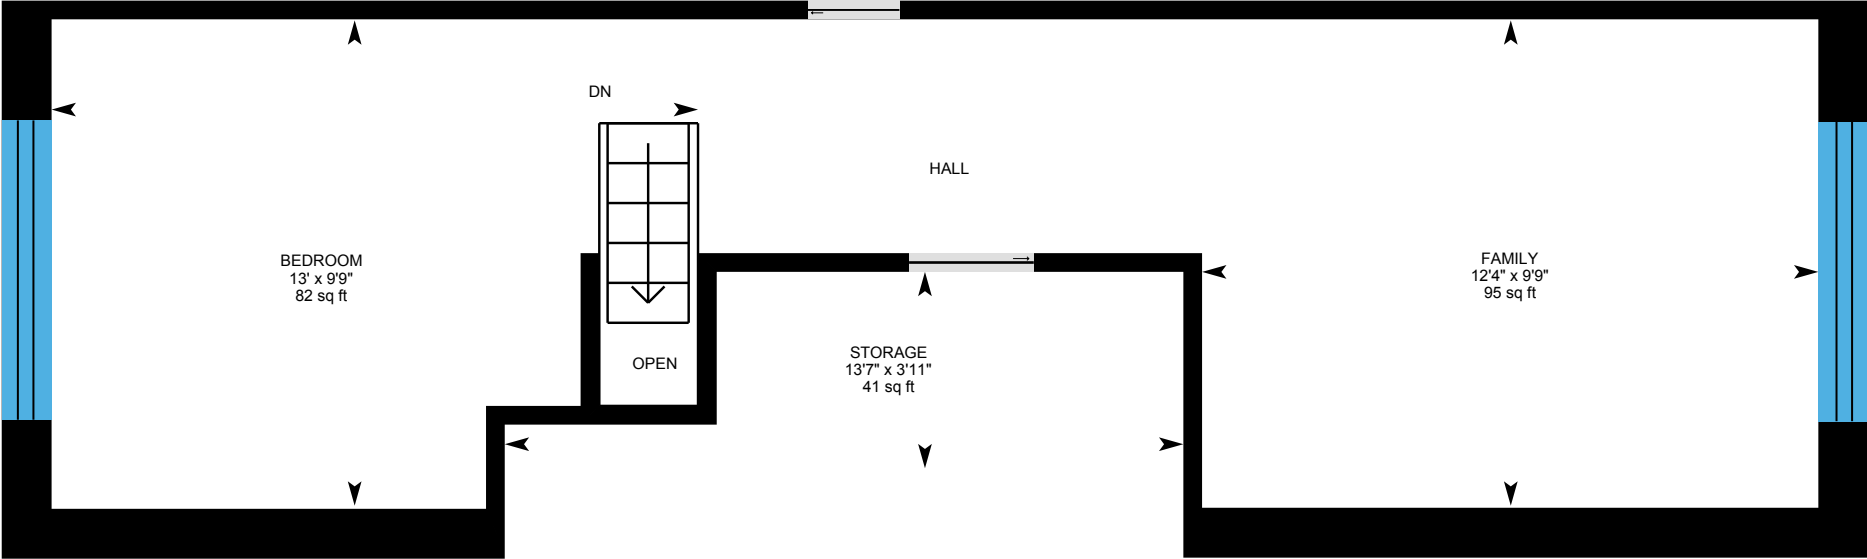 DN
HALL
BEDROOM
13' x 9'9"
82 sq ft
FAMILY
12'4" x 9'9"
95 sq ft
STORAGE
13'7" x 3'11"
41 sq ft
OPEN